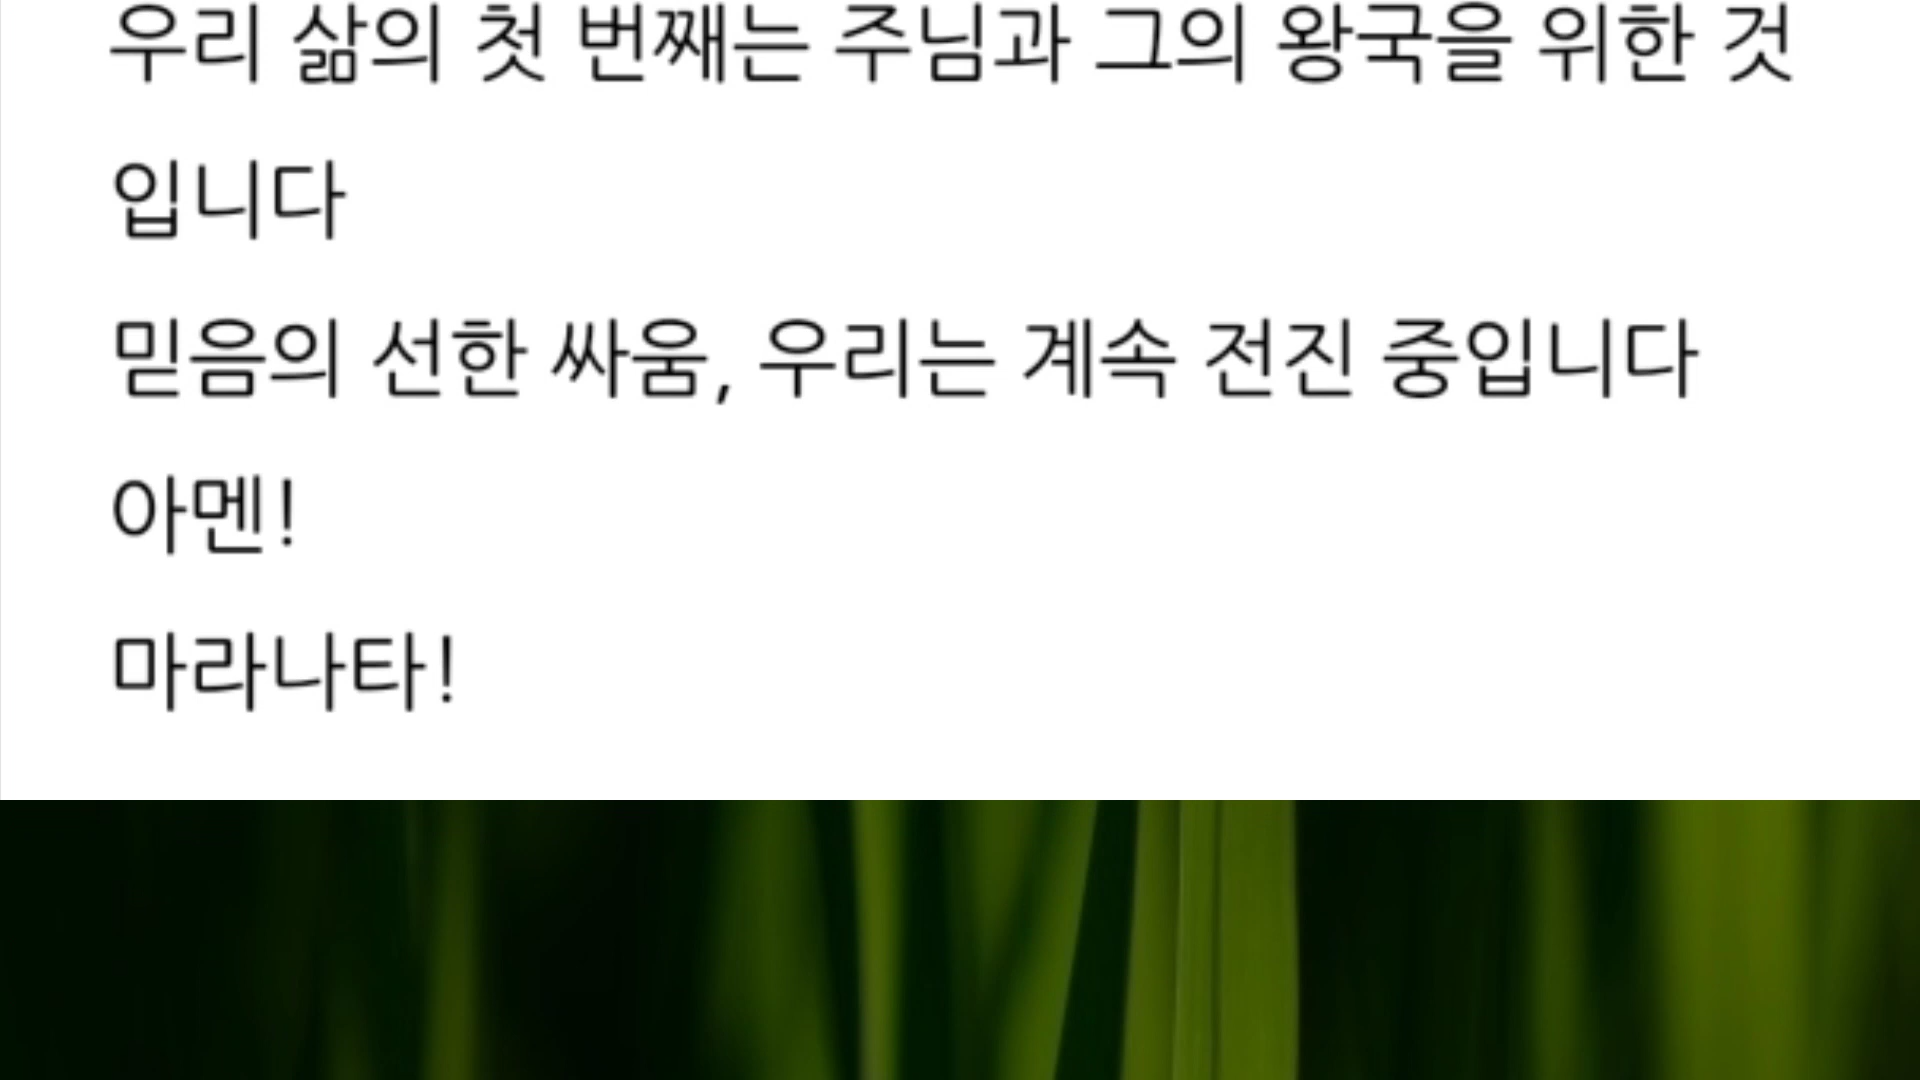 우리 삶의 첫 번째는 주님과 그의 왕국을 위한 것
입니다
믿음의 선한 싸움, 우리는 계속 전진 중입니다
아멘!
마라나타!